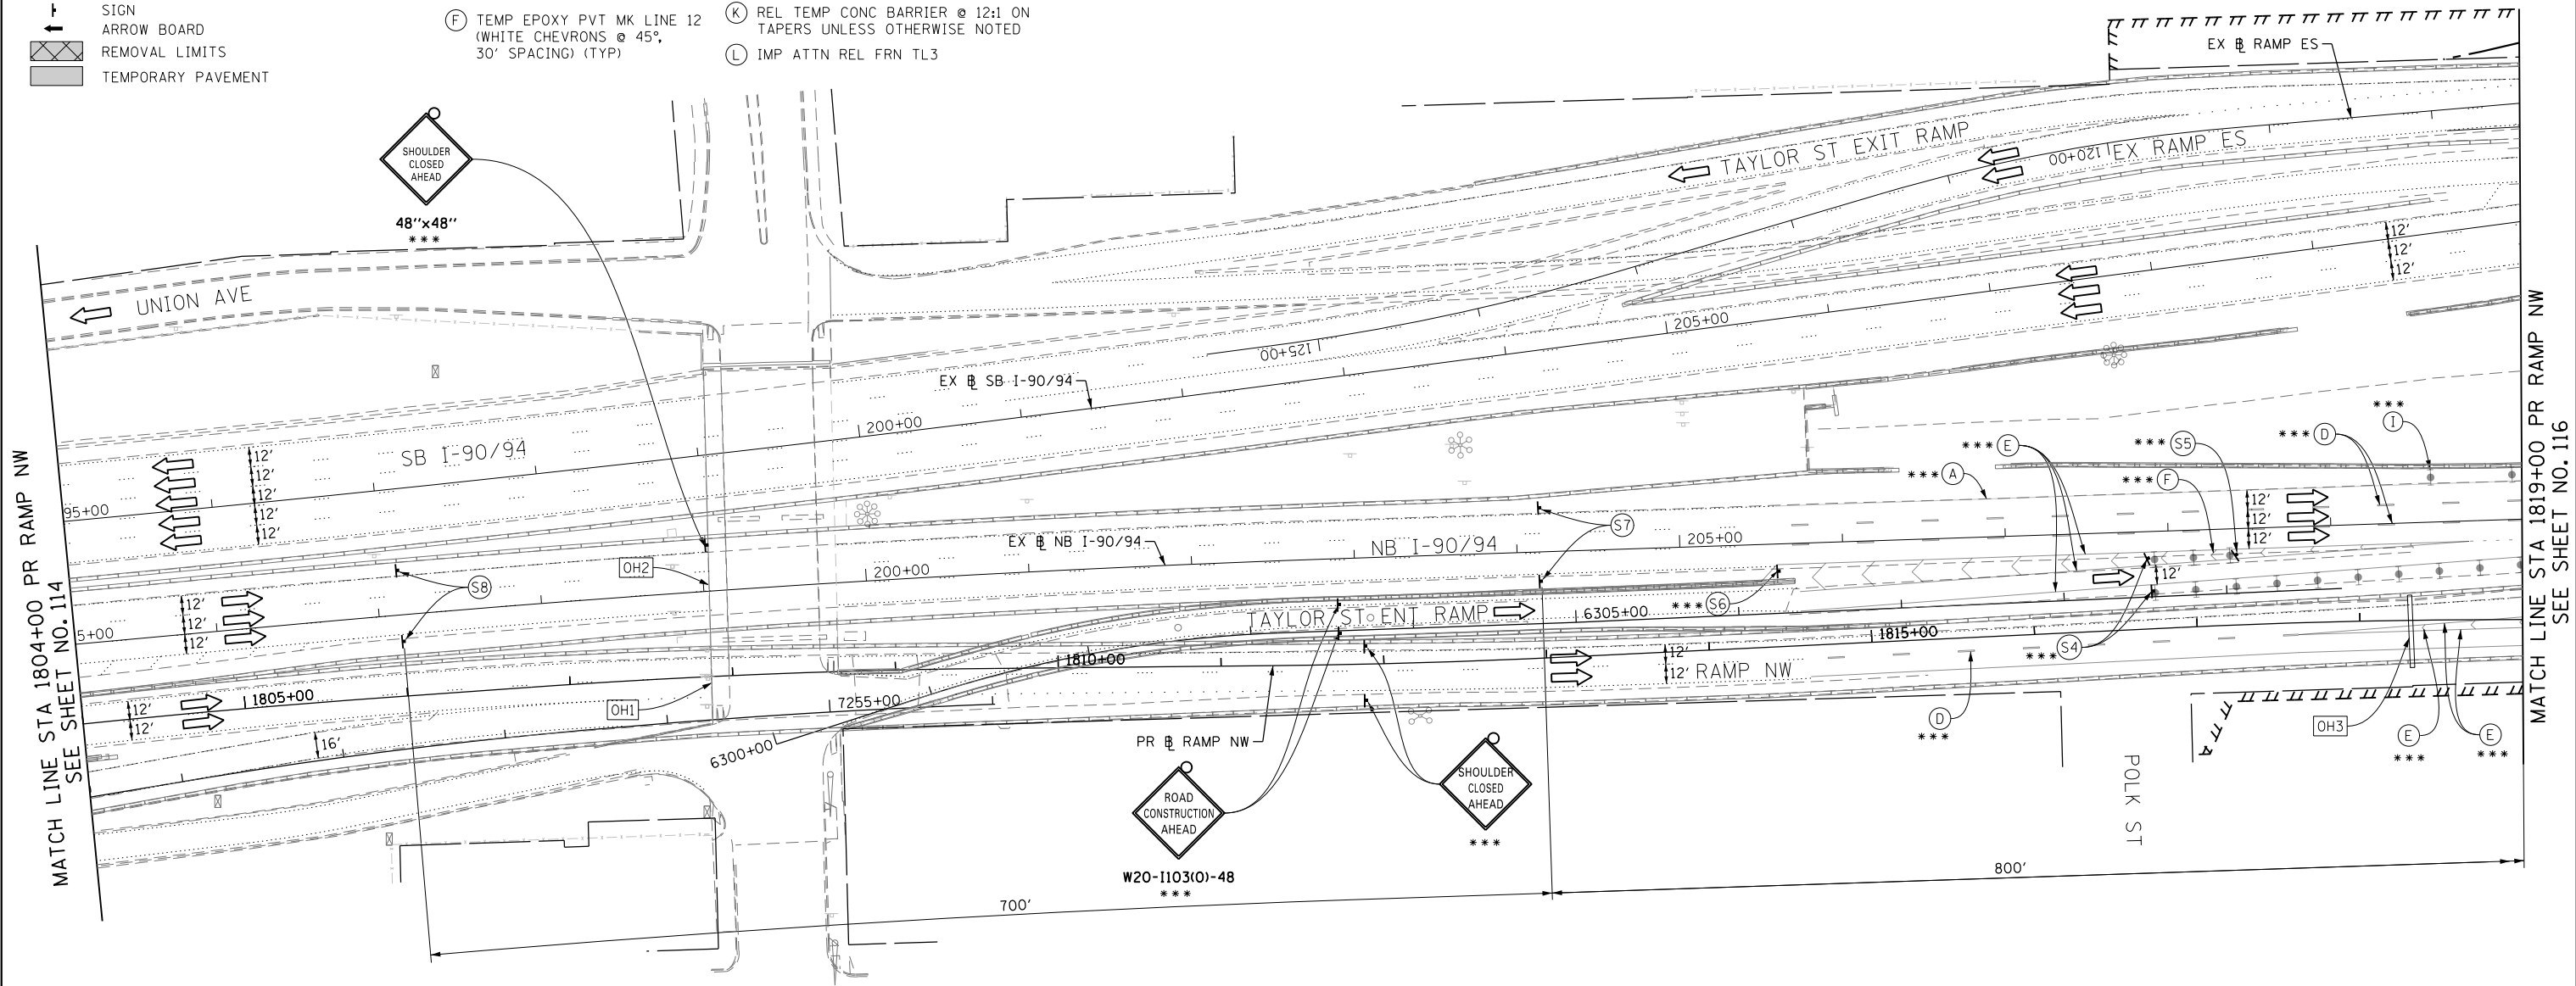 SIGN
ARROW BOARD
REMOVAL LIMITS
TEMPORARY PAVEMENT
F TEMP EPOXY PVT MK LINE 12
(WHITE CHEVRONS @ 45°,
30' SPACING) (TYP)
K REL TEMP CONC BARRIER @ 12:1 ON
TAPERS UNLESS OTHERWISE NOTED
L IMP ATTN REL FRN TL3
EX ℄ RAMP ES
SHOULDER
CLOSED
AHEAD
48"x48"
***
TAYLOR ST EXIT RAMP
120+00
EX RAMP ES
12'
12'
12'
UNION AVE
205+00
125+00
EX ℄ SB I-90/94
200+00
SB I-90/94
12'
12'
12'
12'
12'
95+00
MATCH LINE STA 1804+00 PR RAMP NW
SEE SHEET NO. 114
MATCH LINE STA 1819+00 PR RAMP NW
SEE SHEET NO. 116
*** I
*** E
*** S5
*** D
*** A
*** F
12'
12'
12'
S7
205+00
NB I-90/94
EX ℄ NB I-90/94
200+00
OH2
S8
12'
12'
12'
5+00
12'
*** S6
6305+00
TAYLOR ST ENT RAMP
1815+00
*** S4
12'
12'
RAMP NW
1810+00
1805+00
7255+00
OH1
12'
12'
16'
6300+00
PR ℄ RAMP NW
D
***
OH3
E
***
E
***
POLK ST
ROAD
CONSTRUCTION
AHEAD
W20-I103(0)-48
***
SHOULDER
CLOSED
AHEAD
***
700'
800'